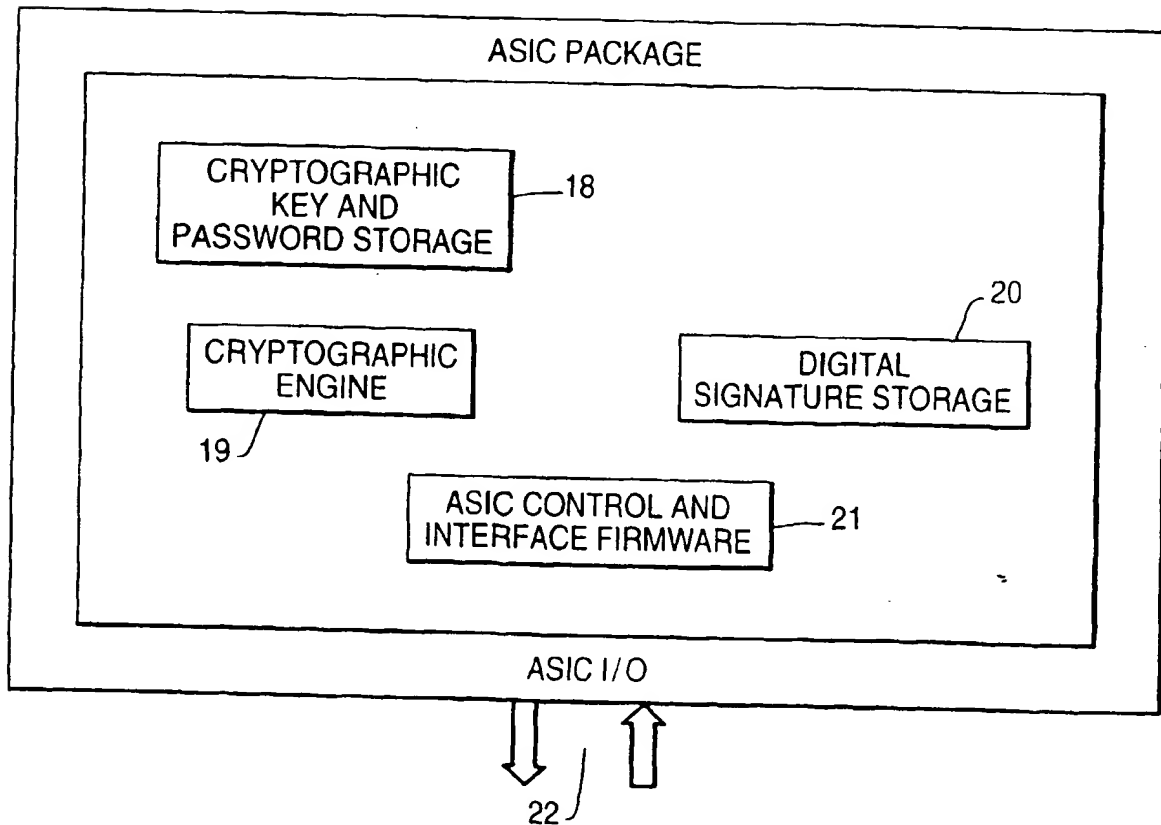 ASIC PACKAGE
CRYPTOGRAPHIC
KEY AND
PASSWORD STORAGE
18
CRYPTOGRAPHIC
ENGINE
19
20
DIGITAL
SIGNATURE STORAGE
ASIC CONTROL AND
INTERFACE FIRMWARE
21
ASIC I/O
22